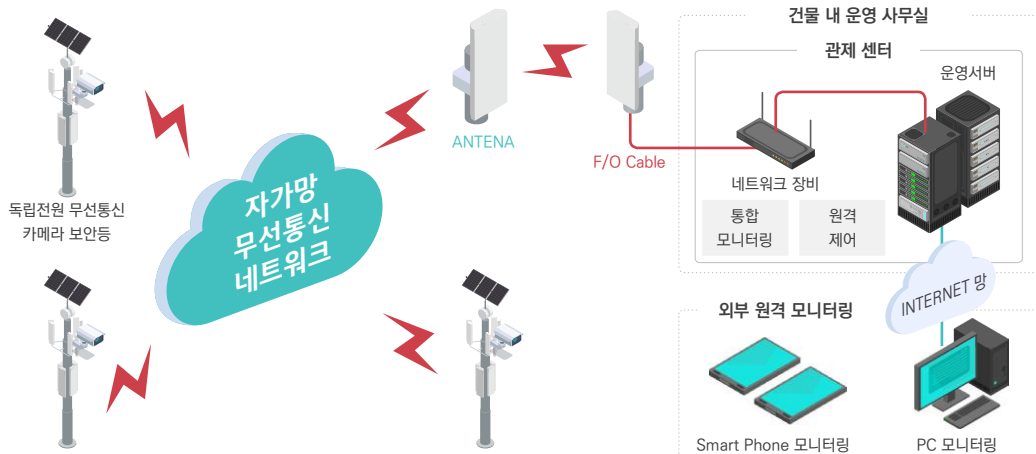 건물 내 운영 사무실
관제 센터
운영서버
ANTENA
F/O Cable
네트워크 장비
통합
모니터링
원격
제어
독립전원 무선통신
카메라 보안등
자가망
무선통신
네트워크
INTERNET 망
외부 원격 모니터링
Smart Phone 모니터링
PC 모니터링